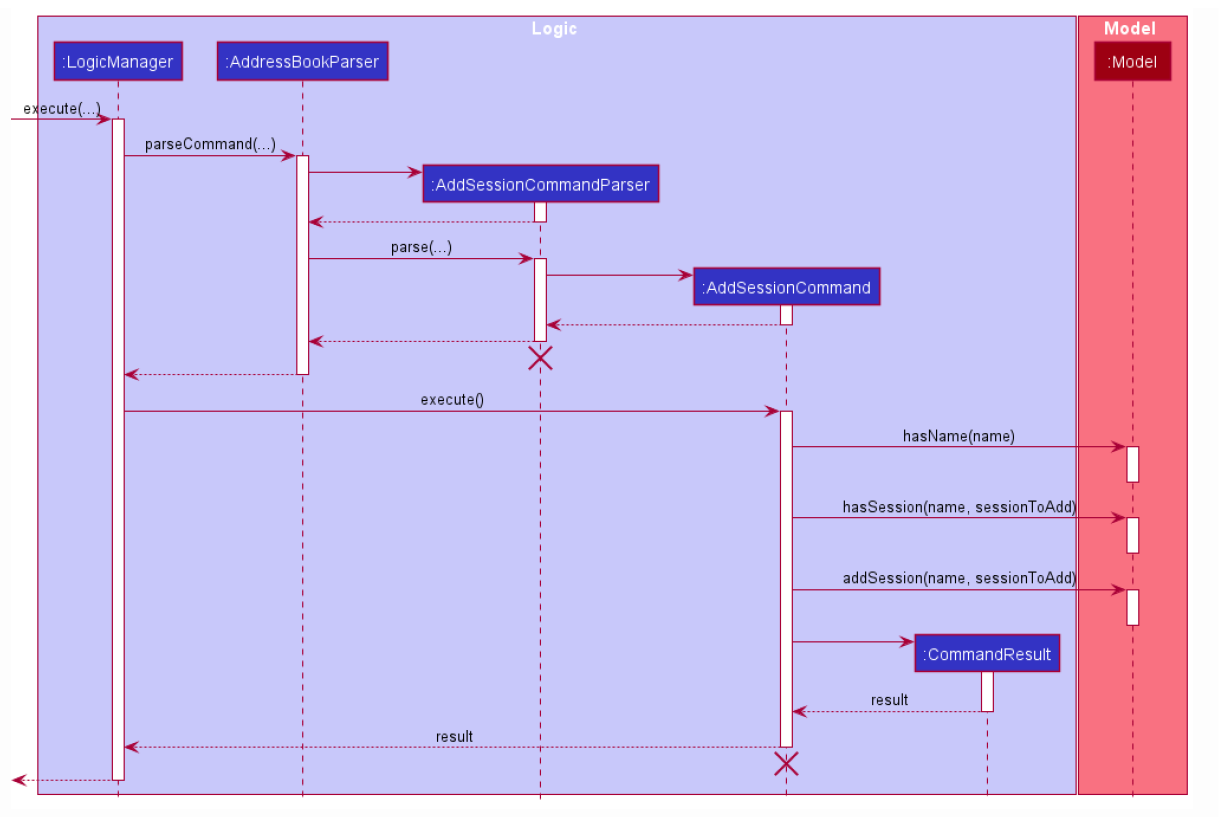 Logic
Model
:LogicManager
:AddressBookParser
:Model
execute(...)
parseCommand(...)
:AddSessionCommandParser
parse(...)
:AddSessionCommand
execute()
hasName(name)
hasSession(name, sessionToAdd)
addSession(name, sessionToAdd)
:CommandResult
result
result